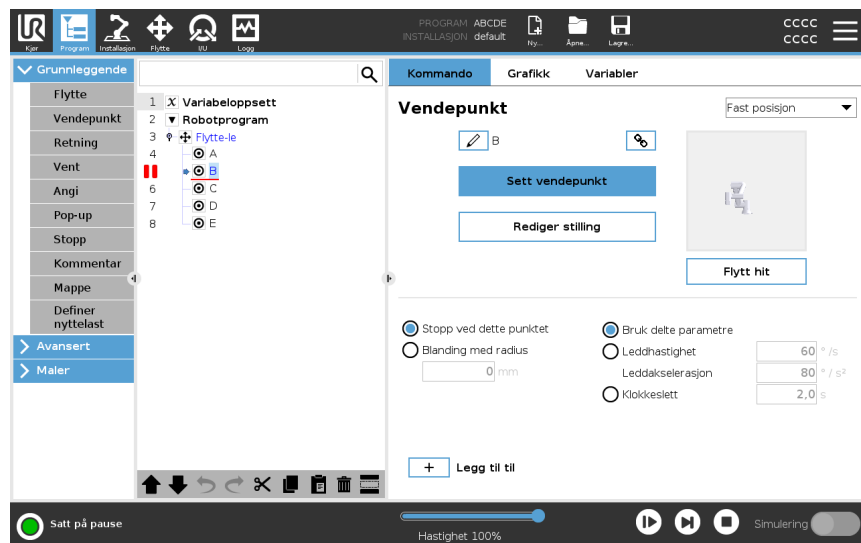 PROGRAM ABCDE
INSTALLASJON default
CCCC
CCCC
Kjør
Program
Installasjon
Flytte
I/U
Logg
Ny...
Åpne...
Lagre...
Grunnleggende
Flytte
Vendepunkt
Retning
Vent
Angi
Pop-up
Stopp
Kommentar
Mappe
Definer
nyttelast
Avansert
Maler
1 X Variabeloppsett
2 Robotprogram
3 Flytte-le
4 A
B
6 C
7 D
8 E
Kommando
Grafikk
Variabler
Vendepunkt
Fast posisjon
B
Sett vendepunkt
Rediger stilling
Flytt hit
Stopp ved dette punktet
Blanding med radius
0 mm
Bruk delte parametre
Leddhastighet 60 ° /s
Leddakselerasjon 80 ° / s²
Klokkeslett 2,0 s
+ Legg til til
Satt på pause
Hastighet 100%
Simulering